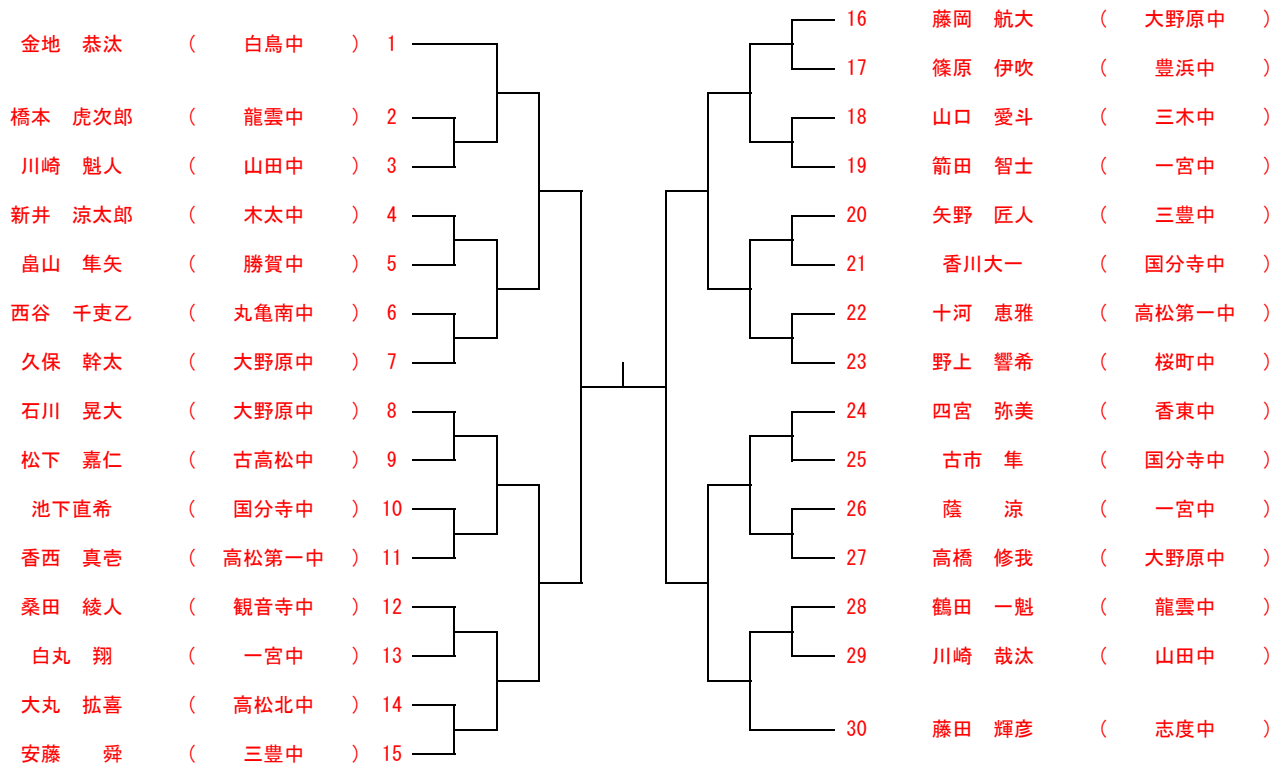 金地　恭汰　（　白鳥中　）　1
橋本　虎次郎　（　龍雲中　）　2
川崎　魁人　（　山田中　）　3
新井　涼太郎　（　木太中　）　4
畠山　隼矢　（　勝賀中　）　5
西谷　千吏乙　（　丸亀南中　）　6
久保　幹太　（　大野原中　）　7
石川　晃大　（　大野原中　）　8
松下　嘉仁　（　古高松中　）　9
池下直希　（　国分寺中　）　10
香西　真壱　（　高松第一中　）　11
桑田　綾人　（　観音寺中　）　12
白丸　翔　（　一宮中　）　13
大丸　拡喜　（　高松北中　）　14
安藤　　舜　（　三豊中　）　15
16　藤岡　航大　（　大野原中　）
17　篠原　伊吹　（　豊浜中　）
18　山口　愛斗　（　三木中　）
19　箭田　智士　（　一宮中　）
20　矢野　匠人　（　三豊中　）
21　香川大一　（　国分寺中　）
22　十河　恵雅　（　高松第一中　）
23　野上　響希　（　桜町中　）
24　四宮　弥美　（　香東中　）
25　古市　隼　（　国分寺中　）
26　蔭　　涼　（　一宮中　）
27　高橋　修我　（　大野原中　）
28　鶴田　一魁　（　龍雲中　）
29　川崎　哉汰　（　山田中　）
30　藤田　輝彦　（　志度中　）